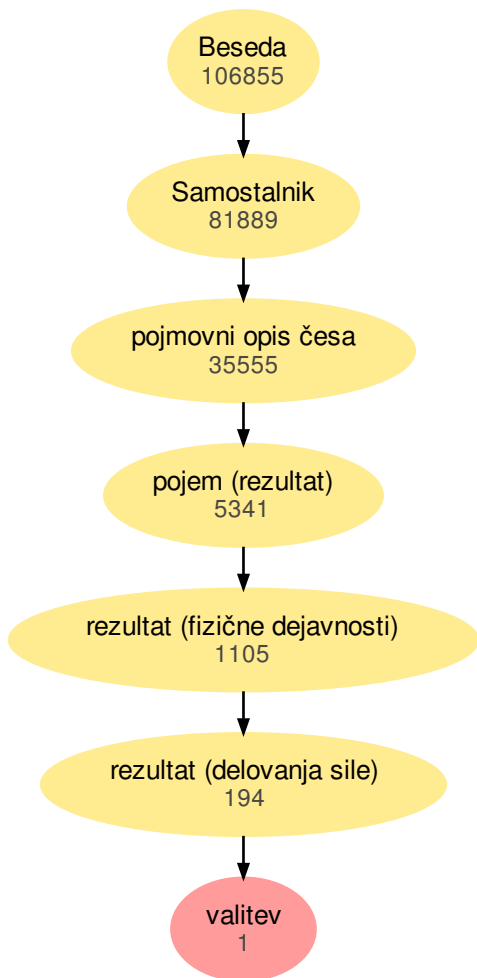 Beseda
106855
Samostalnik
81889
pojmovni opis česa
35555
pojem (rezultat)
5341
rezultat (fizične dejavnosti)
1105
rezultat (delovanja sile)
194
valitev
1